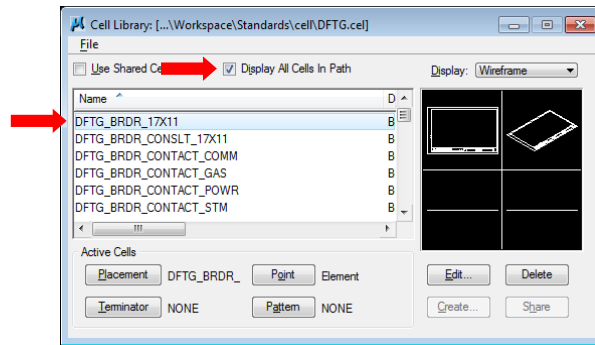 Cell Library: [...\Workspace\Standards\cell\DFTG.cel]
File
Use Shared Ce
Display All Cells In Path
Display: Wireframe
Name D
DFTG_BRDR_17X11 B
DFTG_BRDR_CONSLT_17X11 B
DFTG_BRDR_CONTACT_COMM B
DFTG_BRDR_CONTACT_GAS B
DFTG_BRDR_CONTACT_POWR B
DFTG_BRDR_CONTACT_STM B
Active Cells
Placement DFTG_BRDR_ Point Element Edit... Delete
Terminator NONE Pattern NONE Create... Share